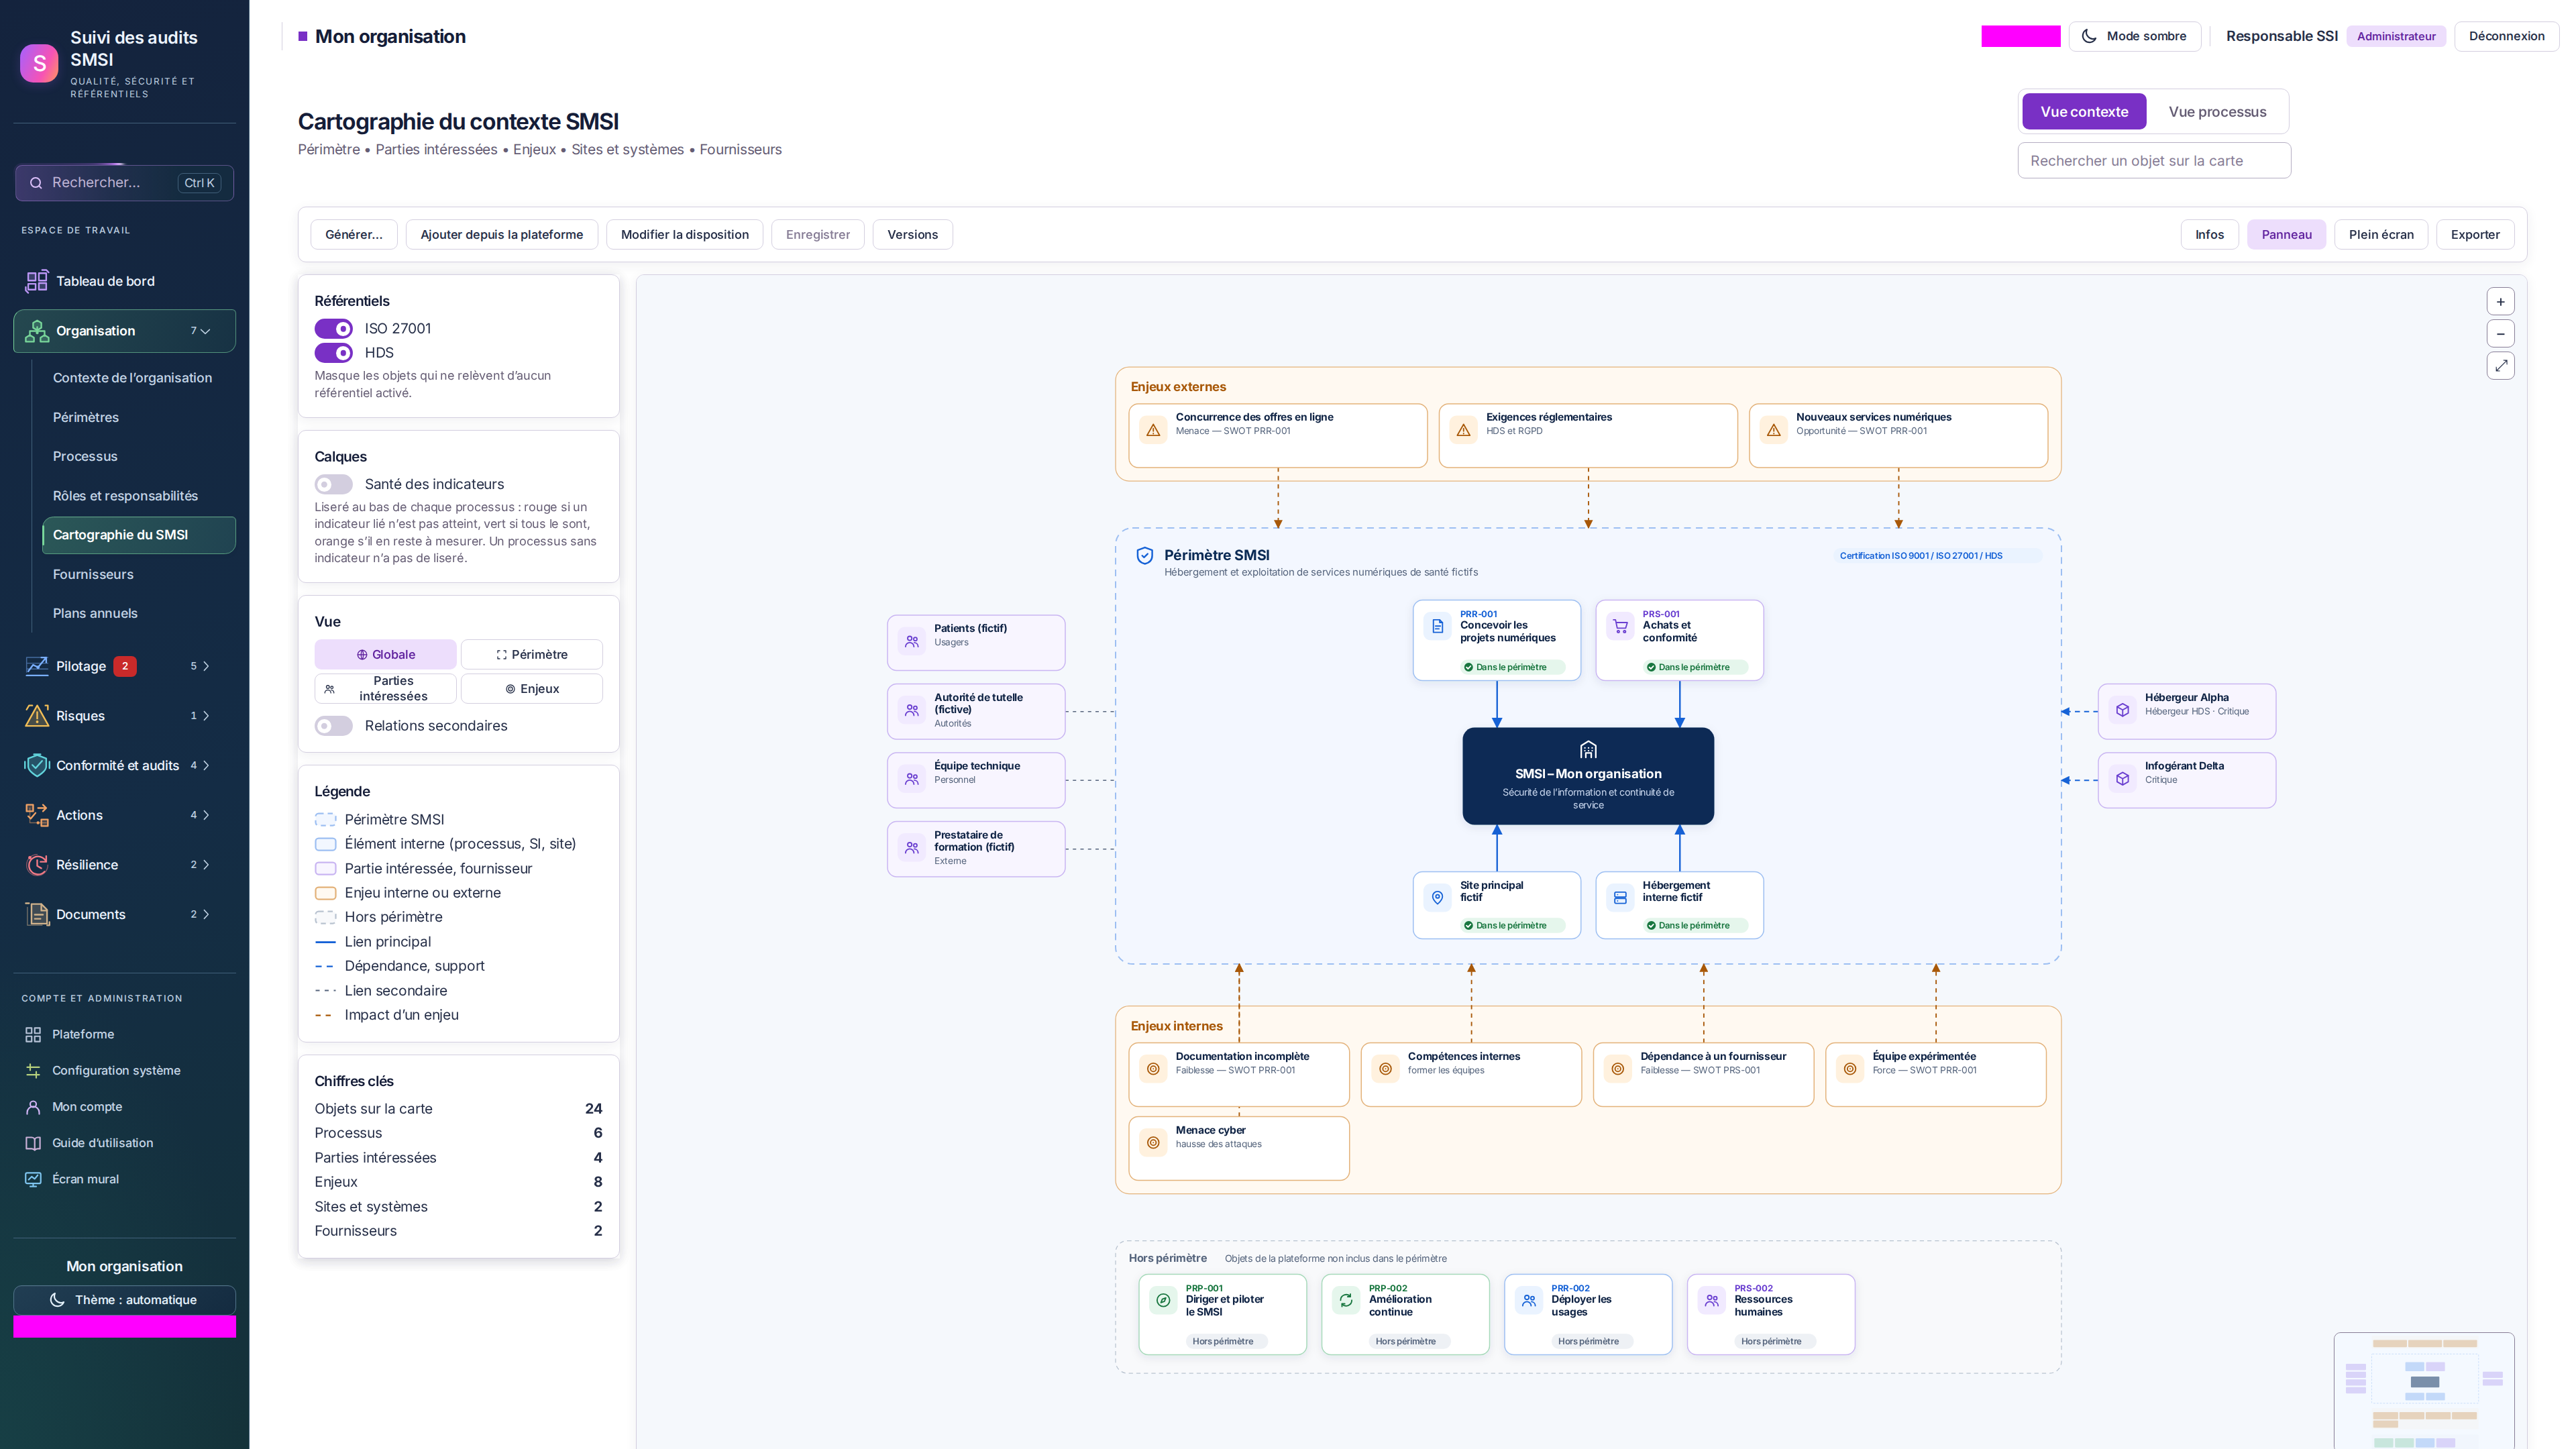 S
Suivi des audits
SMSI
QUALITÉ, SÉCURITÉ ET
RÉFÉRENTIELS
Rechercher...
Ctrl K
ESPACE DE TRAVAIL
Tableau de bord
Organisation
7
Contexte de l’organisation
Périmètres
Processus
Rôles et responsabilités
Cartographie du SMSI
Fournisseurs
Plans annuels
Pilotage
2
5
Risques
1
Conformité et audits
4
Actions
4
Résilience
2
Documents
2
COMPTE ET ADMINISTRATION
Plateforme
Configuration système
Mon compte
Guide d’utilisation
Écran mural
Mon organisation
Thème : automatique
Mon organisation
Mode sombre
Responsable SSI
Administrateur
Déconnexion
Cartographie du contexte SMSI
Périmètre • Parties intéressées • Enjeux • Sites et systèmes • Fournisseurs
Vue contexte
Vue processus
Rechercher un objet sur la carte
Générer...
Ajouter depuis la plateforme
Modifier la disposition
Enregistrer
Versions
Infos
Panneau
Plein écran
Exporter
Référentiels
ISO 27001
HDS
Masque les objets qui ne relèvent d’aucun
référentiel activé.
Calques
Santé des indicateurs
Liseré au bas de chaque processus : rouge si un
indicateur lié n’est pas atteint, vert si tous le sont,
orange s’il en reste à mesurer. Un processus sans
indicateur n’a pas de liseré.
Vue
Globale
Périmètre
Parties
intéressées
Enjeux
Relations secondaires
Légende
Périmètre SMSI
Élément interne (processus, SI, site)
Partie intéressée, fournisseur
Enjeu interne ou externe
Hors périmètre
Lien principal
Dépendance, support
Lien secondaire
Impact d’un enjeu
Chiffres clés
Objets sur la carte 24
Processus 6
Parties intéressées 4
Enjeux 8
Sites et systèmes 2
Fournisseurs 2
+
−
Enjeux externes
Concurrence des offres en ligne
Menace — SWOT PRR-001
Exigences réglementaires
HDS et RGPD
Nouveaux services numériques
Opportunité — SWOT PRR-001
Périmètre SMSI
Hébergement et exploitation de services numériques de santé fictifs
Certification ISO 9001 / ISO 27001 / HDS
PRR-001
Concevoir les
projets numériques
Dans le périmètre
PRS-001
Achats et
conformité
Dans le périmètre
Patients (fictif)
Usagers
Autorité de tutelle
(fictive)
Autorités
Équipe technique
Personnel
Prestataire de
formation (fictif)
Externe
SMSI – Mon organisation
Sécurité de l’information et continuité de
service
Hébergeur Alpha
Hébergeur HDS · Critique
Infogérant Delta
Critique
Site principal
fictif
Dans le périmètre
Hébergement
interne fictif
Dans le périmètre
Enjeux internes
Documentation incomplète
Faiblesse — SWOT PRR-001
Compétences internes
former les équipes
Dépendance à un fournisseur
Faiblesse — SWOT PRS-001
Équipe expérimentée
Force — SWOT PRR-001
Menace cyber
hausse des attaques
Hors périmètre
Objets de la plateforme non inclus dans le périmètre
PRP-001
Diriger et piloter
le SMSI
Hors périmètre
PRP-002
Amélioration
continue
Hors périmètre
PRR-002
Déployer les
usages
Hors périmètre
PRS-002
Ressources
humaines
Hors périmètre